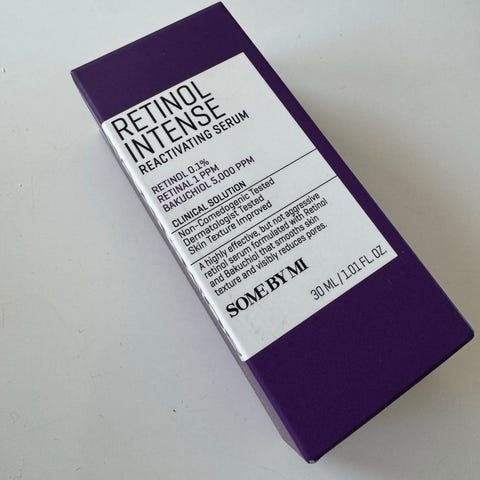 RETINOL
INTENSE
REACTIVATING SERUM
RETINOL 0.1%
RETINAL 1 PPM
BAKUCHIOL 5,000 PPM
CLINICAL SOLUTION
Non-Comedogenic Tested
Dermatologist Tested
Skin Texture Improved
A highly effective, but not aggressive
retinol serum formulated with Retinol
and Bakuchiol that smooths skin
texture and visibly reduces pores.
SOME BY MI
30 ML / 1.01 FL. OZ.